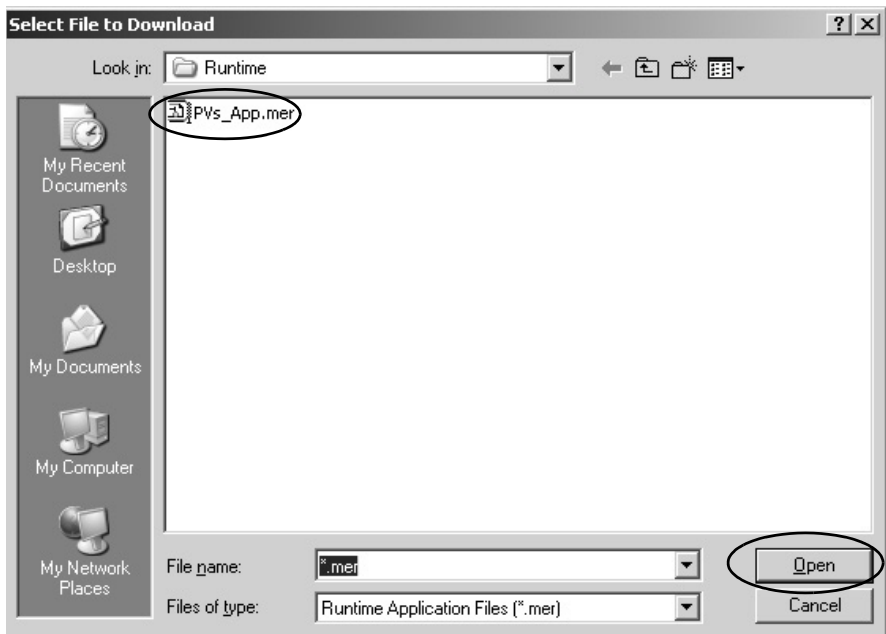 Select File to Download
Look in: Runtime
PVs_App.mer
My Recent
Documents
Desktop
My Documents
My Computer
My Network
Places
File name: *.mer
Open
Files of type: Runtime Application Files (*.mer)
Cancel